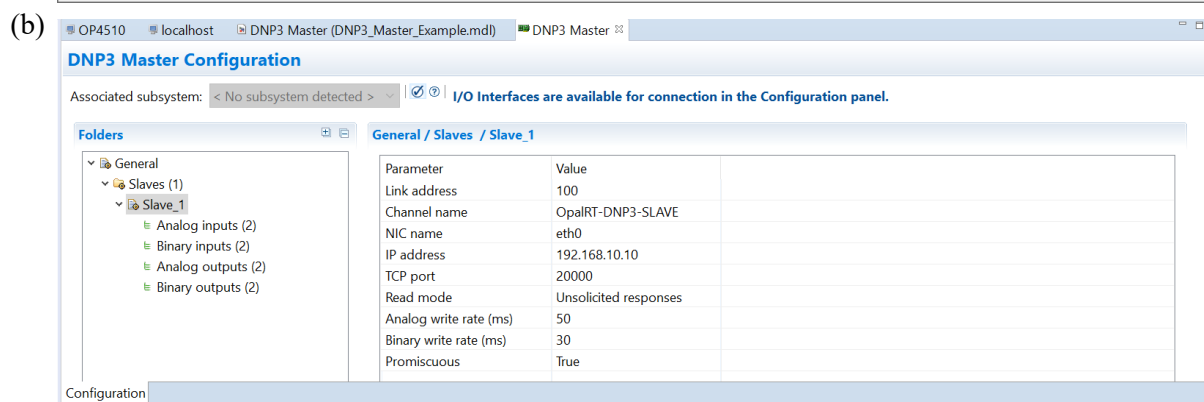 (b)
OP4510 localhost DNP3 Master (DNP3_Master_Example.mdl) DNP3 Master
DNP3 Master Configuration
Associated subsystem: < No subsystem detected > I/O Interfaces are available for connection in the Configuration panel.
Folders
General
Slaves (1)
Slave_1
Analog inputs (2)
Binary inputs (2)
Analog outputs (2)
Binary outputs (2)
General / Slaves / Slave_1
Parameter Value
Link address 100
Channel name OpalRT-DNP3-SLAVE
NIC name eth0
IP address 192.168.10.10
TCP port 20000
Read mode Unsolicited responses
Analog write rate (ms) 50
Binary write rate (ms) 30
Promiscuous True
Configuration